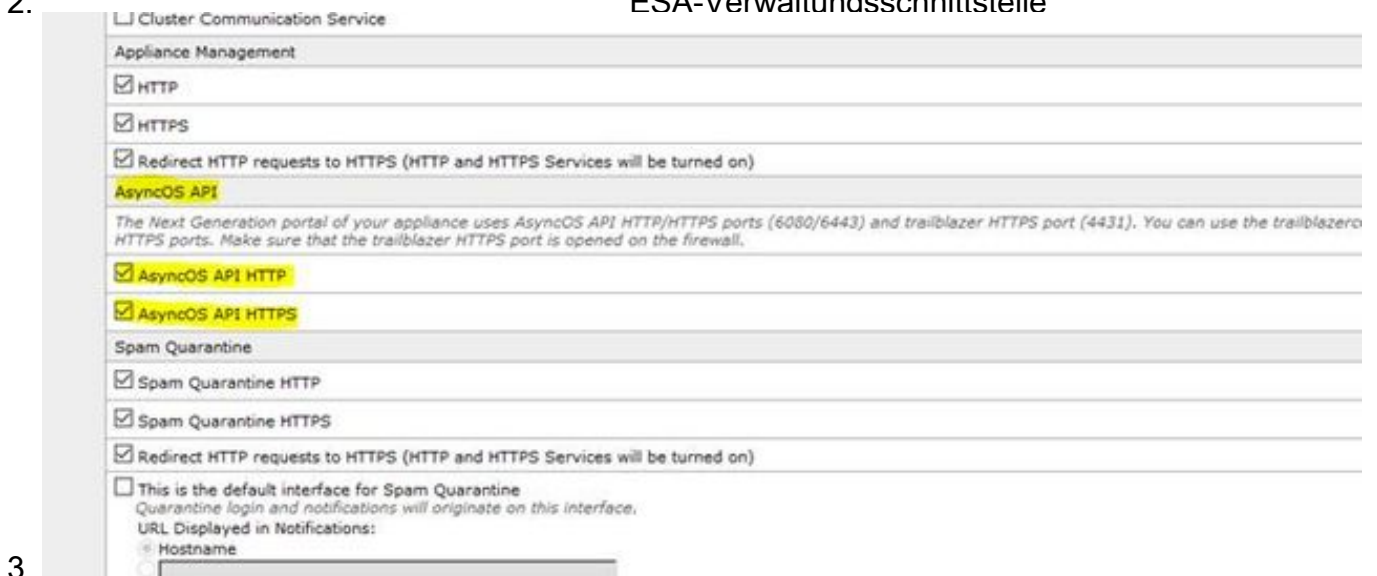 2.
ESA-Verwaltungsschnittstelle
Cluster Communication Service
Appliance Management
HTTP
HTTPS
Redirect HTTP requests to HTTPS (HTTP and HTTPS Services will be turned on)
AsyncOS API
The Next Generation portal of your appliance uses AsyncOS API HTTP/HTTPS ports (6080/6443) and trailblazer HTTPS port (4431). You can use the trailblazerc
HTTPS ports. Make sure that the trailblazer HTTPS port is opened on the firewall.
AsyncOS API HTTP
AsyncOS API HTTPS
Spam Quarantine
Spam Quarantine HTTP
Spam Quarantine HTTPS
Redirect HTTP requests to HTTPS (HTTP and HTTPS Services will be turned on)
This is the default interface for Spam Quarantine
Quarantine login and notifications will originate on this interface.
URL Displayed in Notifications:
Hostname
3